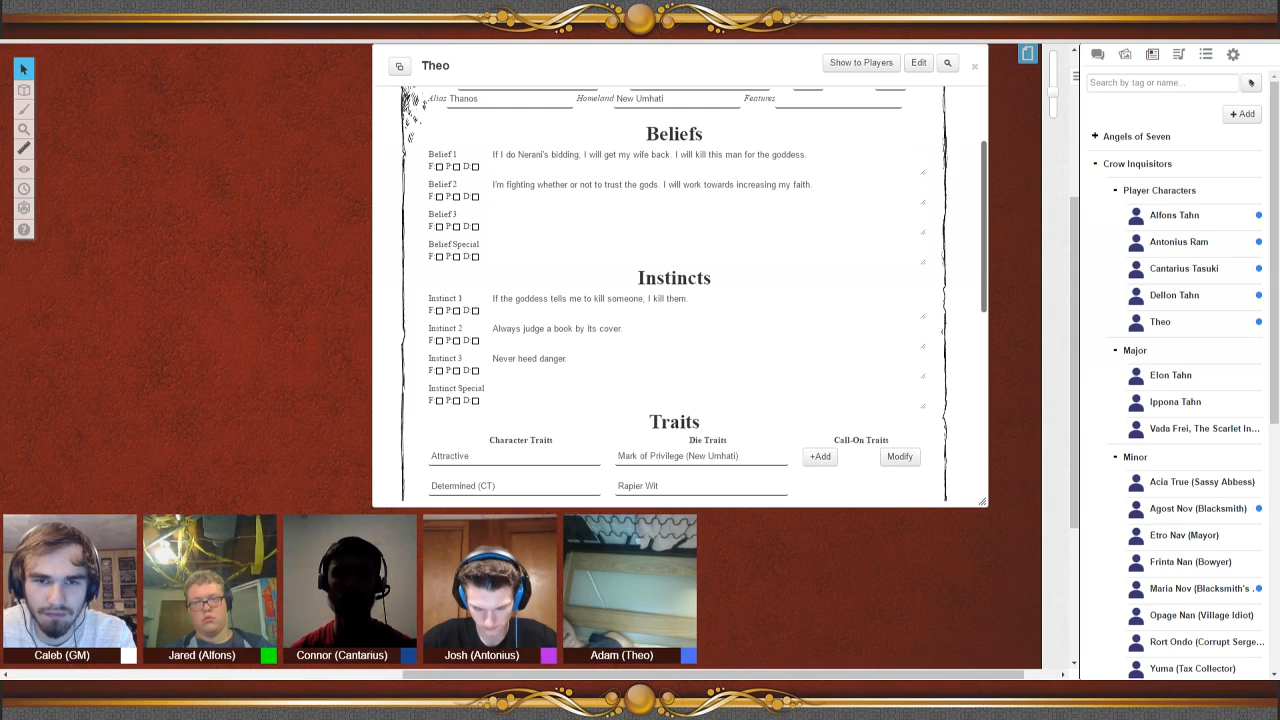 Theo
Show to Players
Edit
Alias Thanos
Homeland New Umhati
Features
Beliefs
Belief 1
If I do Nerani's bidding, I will get my wife back. I will kill this man for the goddess.
F: P: D:
Belief 2
I'm fighting whether or not to trust the gods. I will work towards increasing my faith.
F: P: D:
Belief 3
F: P: D:
Belief Special
F: P: D:
Instincts
Instinct 1
If the goddess tells me to kill someone, I kill them.
F: P: D:
Instinct 2
Always judge a book by its cover.
F: P: D:
Instinct 3
Never heed danger.
F: P: D:
Instinct Special
F: P: D:
Traits
Character Traits
Die Traits
Call-On Traits
Attractive
Mark of Privilege (New Umhati)
+Add
Modify
Determined (CT)
Rapier Wit
Caleb (GM)
Jared (Alfons)
Connor (Cantarius)
Josh (Antonius)
Adam (Theo)
Search by tag or name...
+ Add
Angels of Seven
Crow Inquisitors
Player Characters
Alfons Tahn
Antonius Ram
Cantarius Tasuki
Dellon Tahn
Theo
Major
Elon Tahn
Ippona Tahn
Vada Frei, The Scarlet In...
Minor
Acia True (Sassy Abbess)
Agost Nov (Blacksmith)
Etro Nav (Mayor)
Frinta Nan (Bowyer)
Maria Nov (Blacksmith's ...
Opage Nan (Village Idiot)
Rort Ondo (Corrupt Serge...
Yuma (Tax Collector)